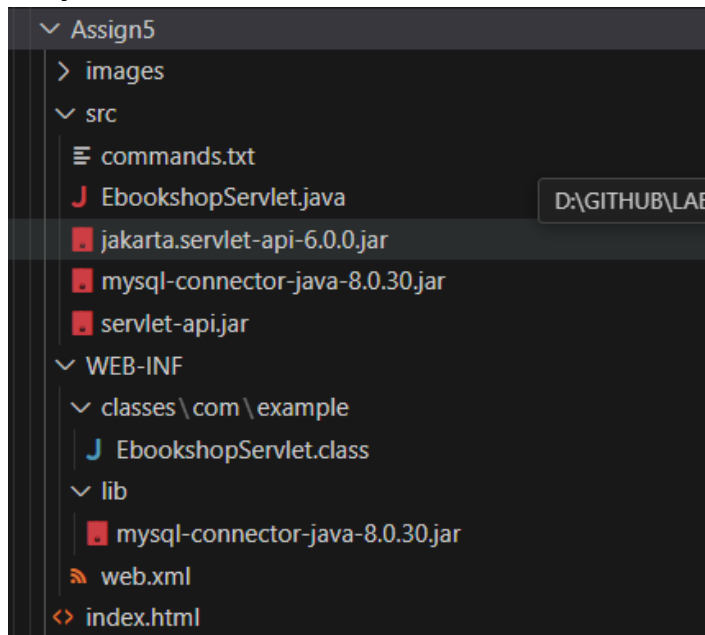 Assign5
images
src
commands.txt
EbookshopServlet.java
D:\GITHUB\LAB
jakarta.servlet-api-6.0.0.jar
mysql-connector-java-8.0.30.jar
servlet-api.jar
WEB-INF
classes\com\example
EbookshopServlet.class
lib
mysql-connector-java-8.0.30.jar
web.xml
index.html